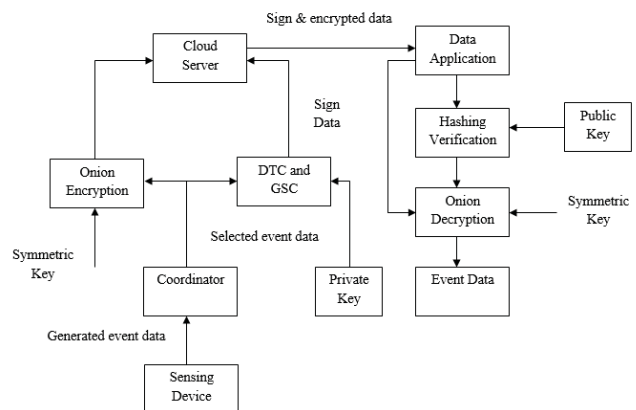 Sign & encrypted data
Cloud
Server
Data
Application
Sign
Data
Hashing
Verification
Public
Key
Onion
Encryption
DTC and
GSC
Onion
Decryption
Symmetric
Key
Selected event data
Symmetric
Key
Coordinator
Private
Key
Event Data
Generated event data
Sensing
Device